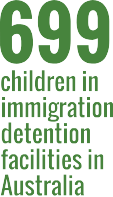 699
children in
immigration
detention
facilities in
Australia